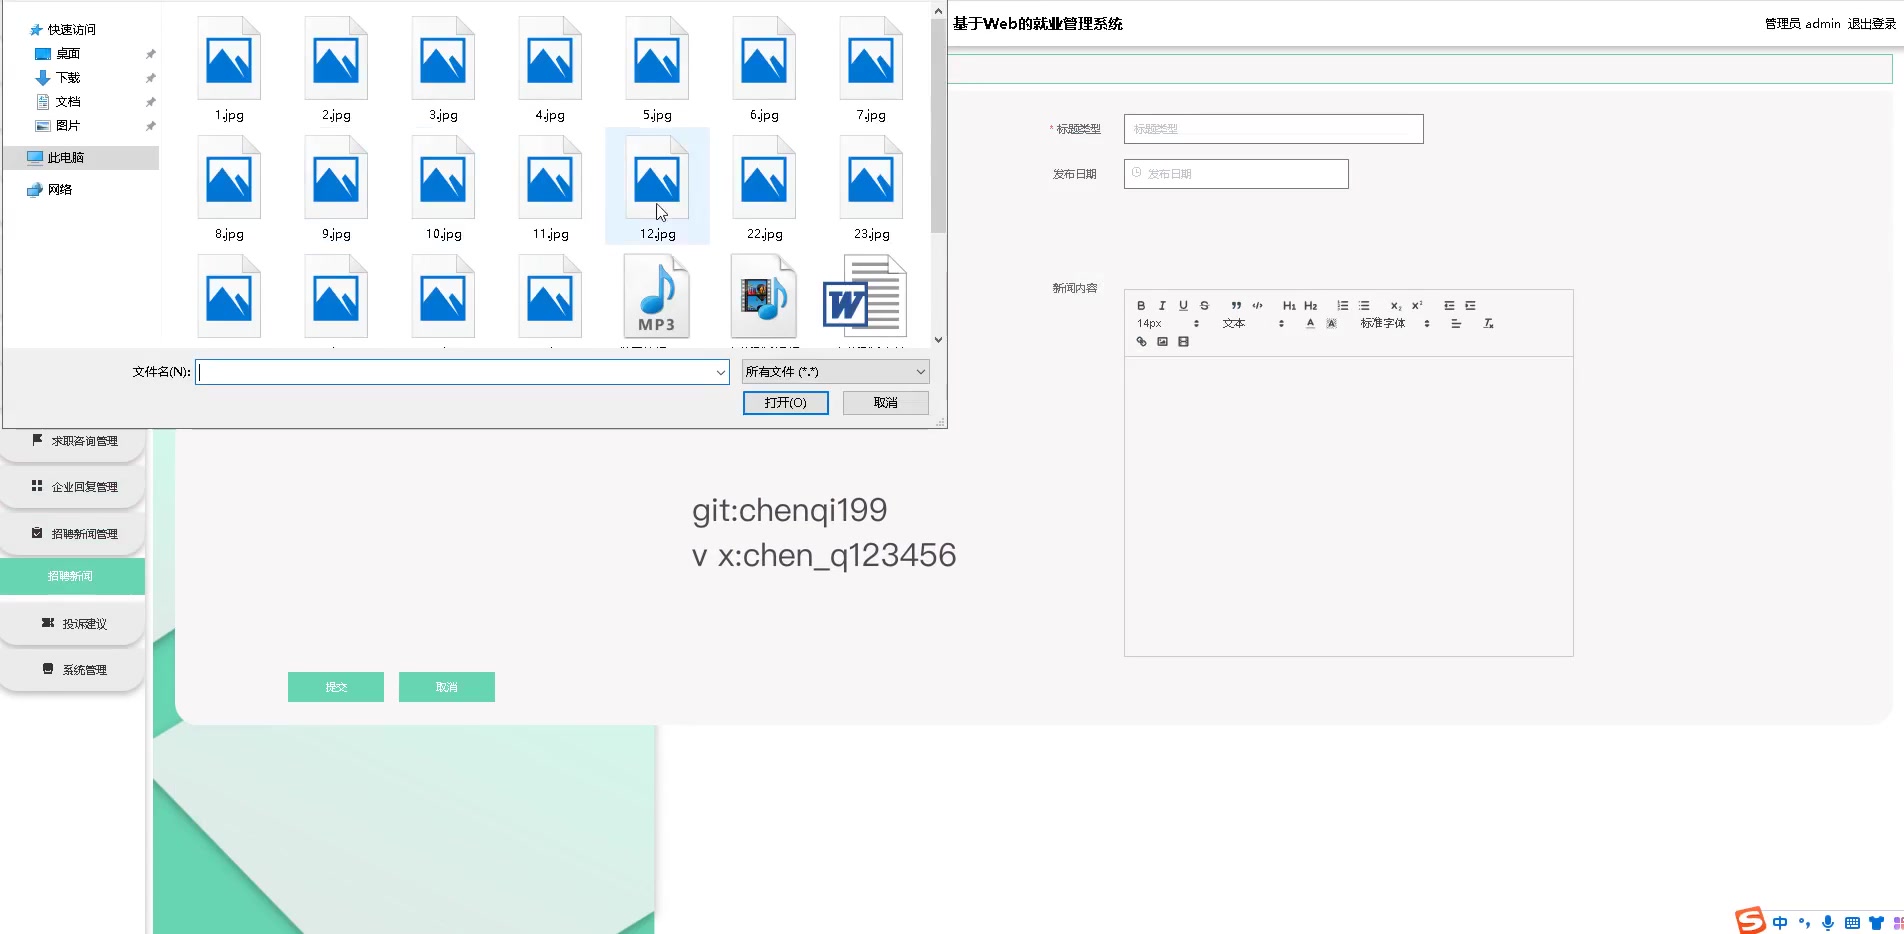 快速访问
桌面
下载
文档
图片
此电脑
网络
1.jpg
2.jpg
3.jpg
4.jpg
5.jpg
6.jpg
7.jpg
8.jpg
9.jpg
10.jpg
11.jpg
12.jpg
22.jpg
23.jpg
MP3
W
文件名(N):
所有文件 (*.*)
打开(O)
取消
基于Web的就业管理系统
管理员 admin 退出登录
* 标题类型
标题类型
发布日期
发布日期
新闻内容
B I U S H1 H2 X2 X2
14px 文本 A A 标准字体
求职咨询管理
企业回复管理
招聘新闻管理
招聘新闻
投诉建议
系统管理
git:chenqi199
v x:chen_q123456
提交
取消
S 中